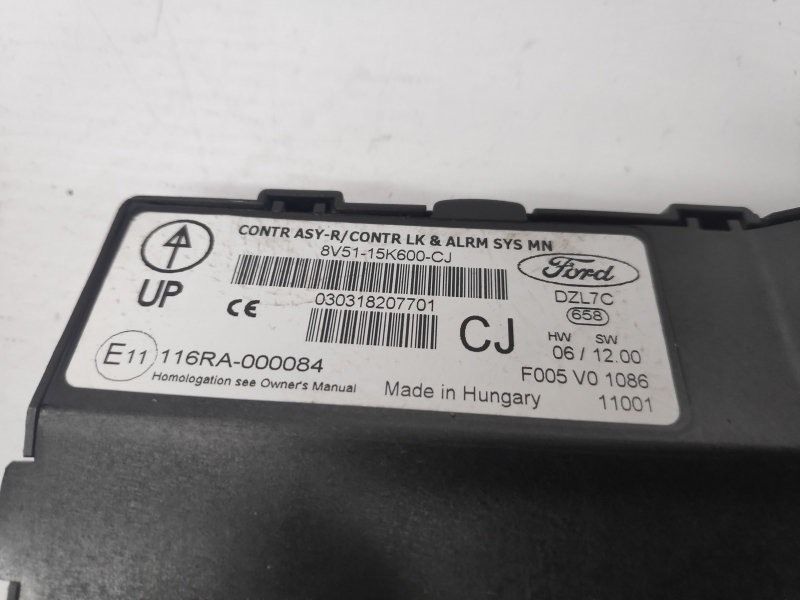 CONTR ASY-R/CONTR LK & ALRM SYS MN
8V51-15K600-CJ
Ford
UP
CE
030318207701
CJ
DZL7C
658
HW SW
06 / 12.00
E11 116RA-000084
Homologation see Owner's Manual
Made in Hungary
F005 V0 1086
11001